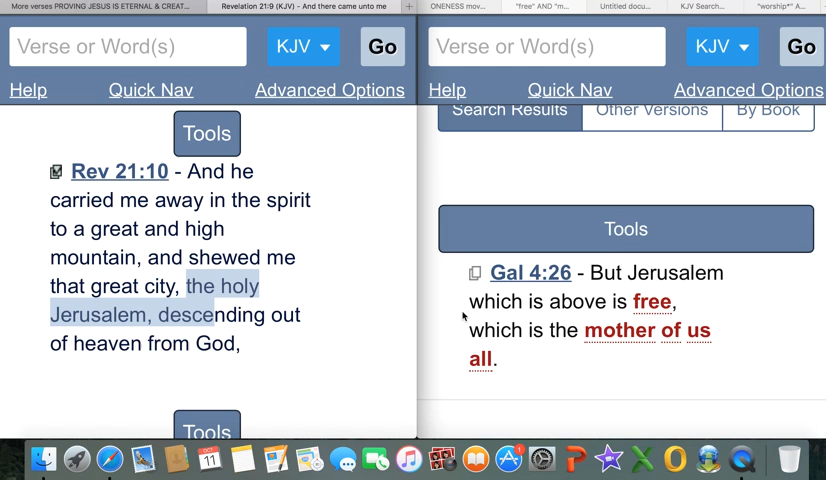 More verses PROVING JESUS IS ETERNAL & CREAT...
Revelation 21:9 (KJV) - And there came unto me
+
ONENESS mov...
"free" AND "m...
Untitled docu...
KJV Search...
"worship*" A...
Verse or Word(s)
KJV
Go
Help
Quick Nav
Advanced Options
Tools
Rev 21:10 - And he
carried me away in the spirit
to a great and high
mountain, and shewed me
that great city, the holy
Jerusalem, descending out
of heaven from God,
Tools
Verse or Word(s)
KJV
Go
Help
Quick Nav
Advanced Options
Search Results
Other Versions
By Book
Tools
Gal 4:26 - But Jerusalem
which is above is free,
which is the mother of us
all.
OCT
11
1